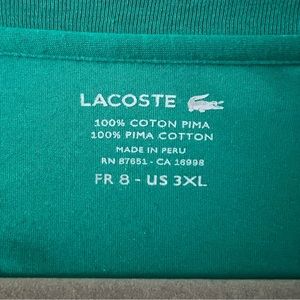 LACOSTE
100% COTON PIMA
100% PIMA COTTON
MADE IN PERU
RN 87651 - CA 16998
FR 8 - US 3XL